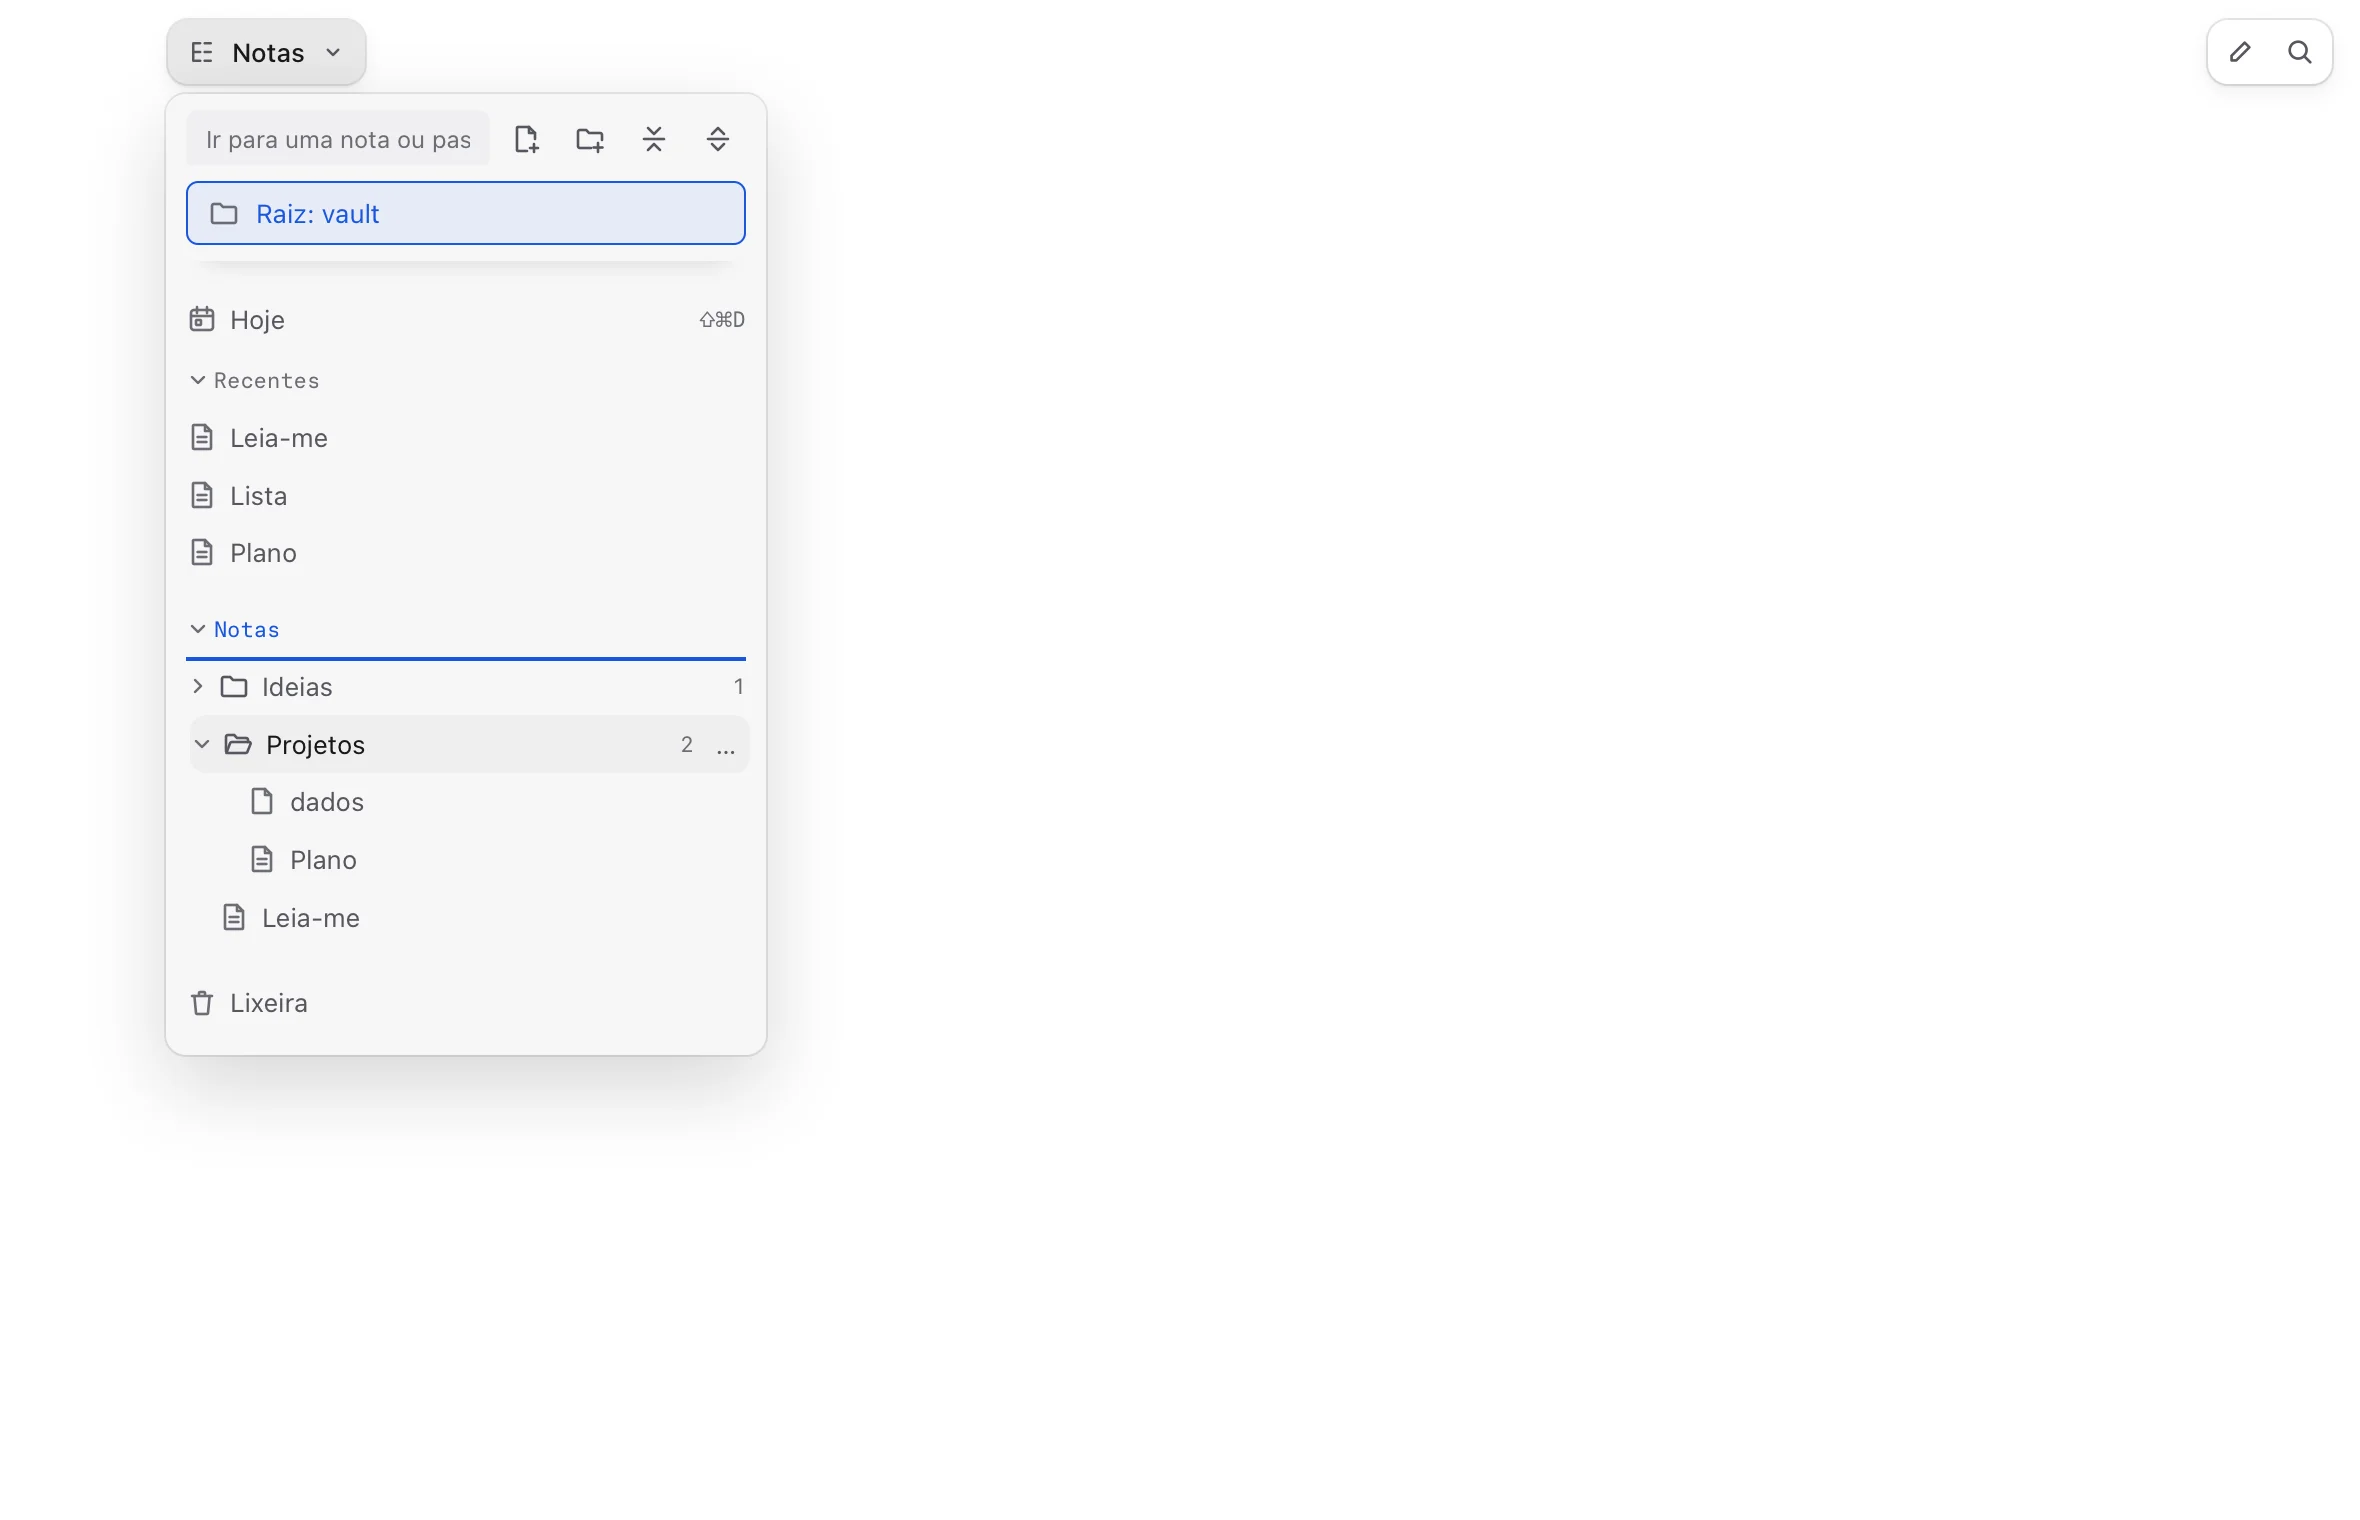 Notas
Ir para uma nota ou pas
Raiz: vault
Hoje ⇧⌘D
Recentes
Leia-me
Lista
Plano
Notas
Ideias 1
Projetos 2 ...
dados
Plano
Leia-me
Lixeira